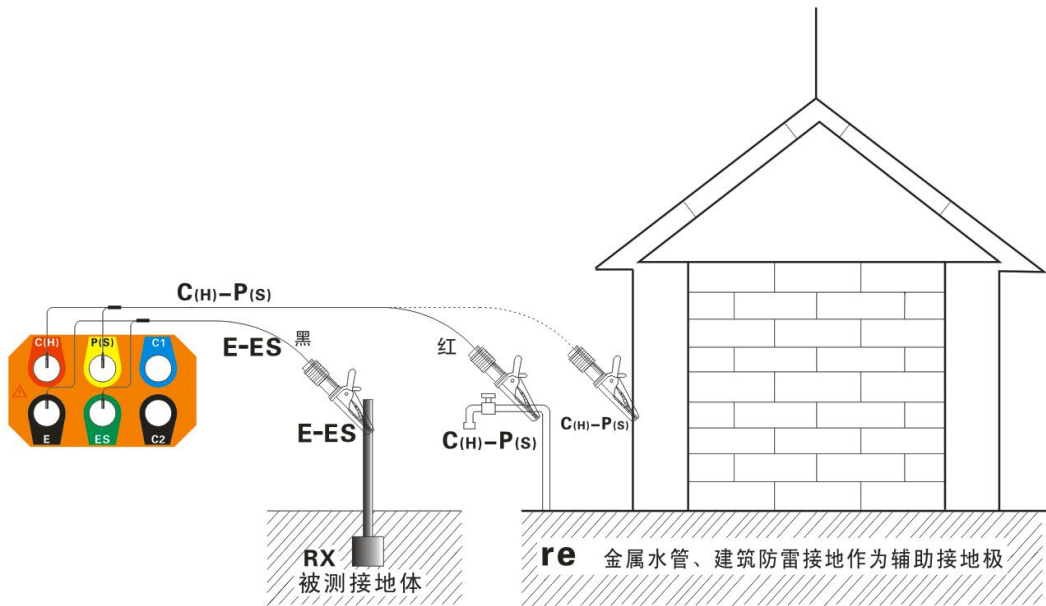 C(H)-P(S)
C(H) P(S) C1
E ES C2
E-ES
黑
红
E-ES
C(H)-P(S)
C(H)-P(S)
RX
被测接地体
re 金属水管、建筑防雷接地作为辅助接地极